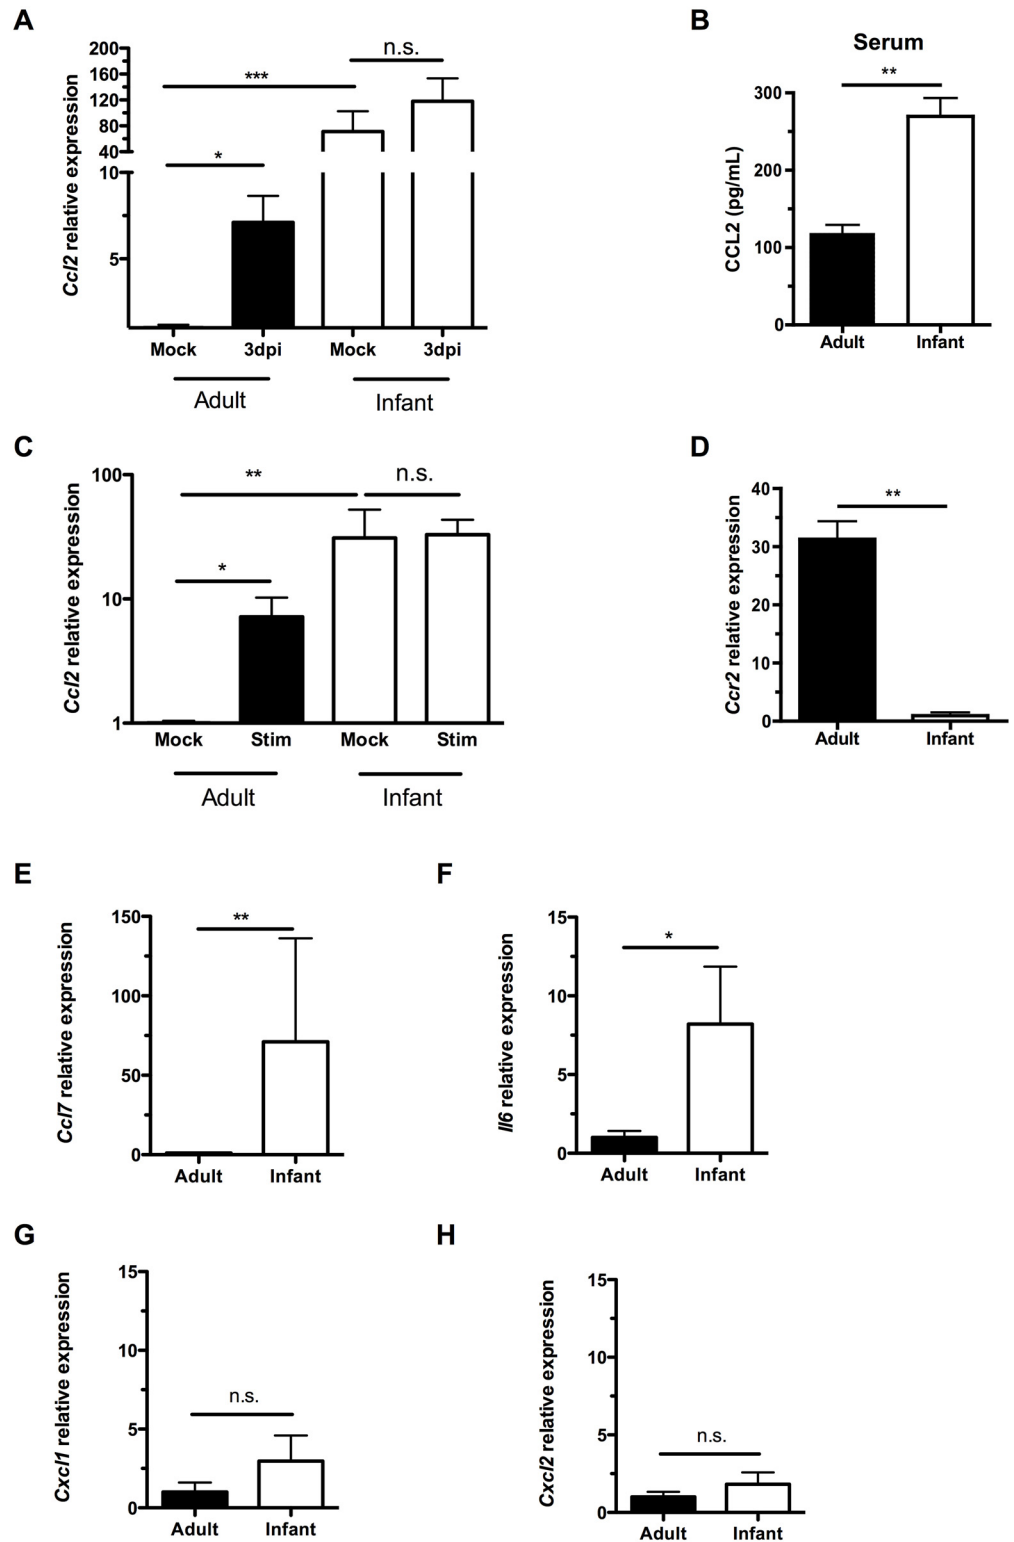 A
Ccl2 relative expression
200
160
120
80
40
10
5
***
*
n.s.
Mock
3dpi
Mock
3dpi
Adult
Infant
B
Serum
CCL2 (pg/mL)
300
200
100
0
**
Adult
Infant
C
Ccl2 relative expression
100
10
1
**
*
n.s.
Mock
Stim
Mock
Stim
Adult
Infant
D
Ccr2 relative expression
40
30
20
10
0
**
Adult
Infant
E
Ccl7 relative expression
150
100
50
0
**
Adult
Infant
F
Il6 relative expression
15
10
5
0
*
Adult
Infant
G
Cxcl1 relative expression
15
10
5
0
n.s.
Adult
Infant
H
Cxcl2 relative expression
15
10
5
0
n.s.
Adult
Infant